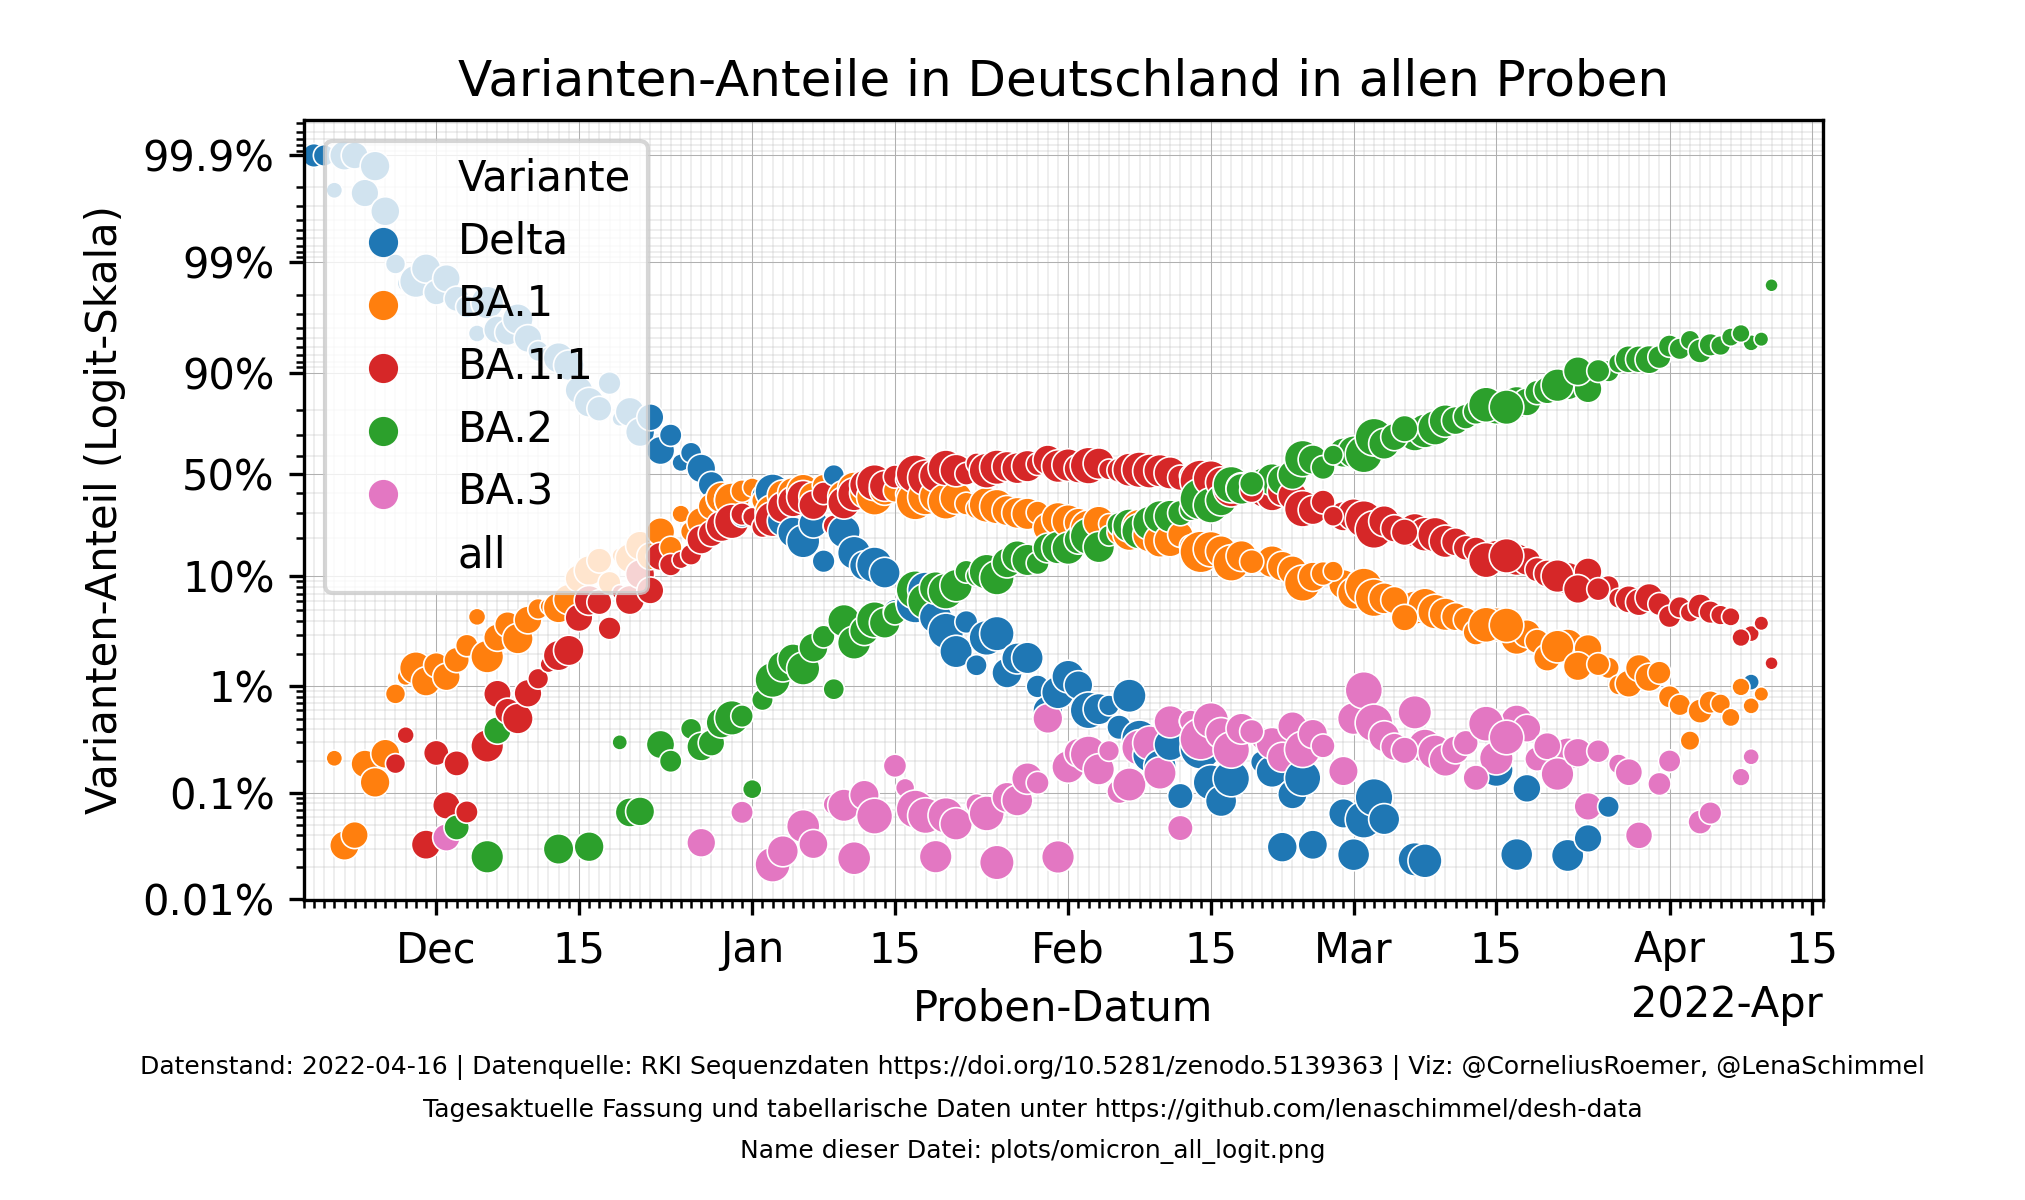 Varianten-Anteile in Deutschland in allen Proben
Varianten-Anteil (Logit-Skala)
99.9%
99%
90%
50%
10%
1%
0.1%
0.01%
Variante
Delta
BA.1
BA.1.1
BA.2
BA.3
all
Dec 15 Jan 15 Feb 15 Mar 15 Apr 15
Proben-Datum
2022-Apr
Datenstand: 2022-04-16 | Datenquelle: RKI Sequenzdaten https://doi.org/10.5281/zenodo.5139363 | Viz: @CorneliusRoemer, @LenaSchimmel
Tagesaktuelle Fassung und tabellarische Daten unter https://github.com/lenaschimmel/desh-data
Name dieser Datei: plots/omicron_all_logit.png